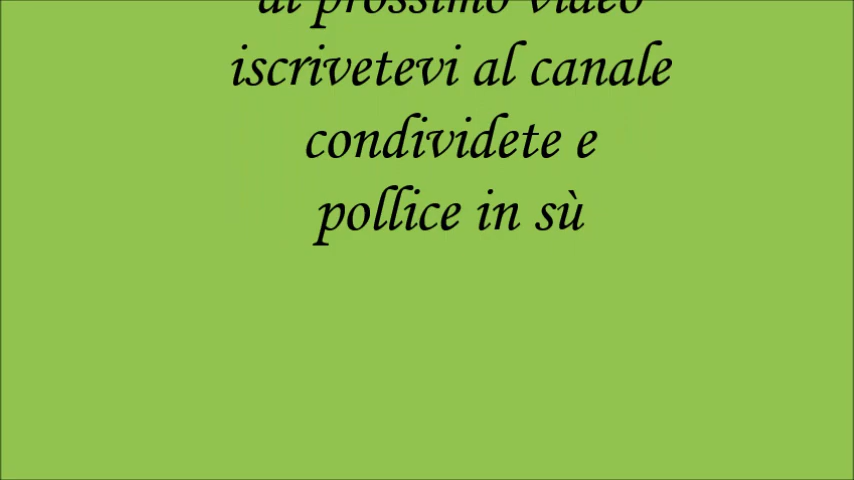 al prossimo video
iscrivetevi al canale
condividete e
pollice in sù